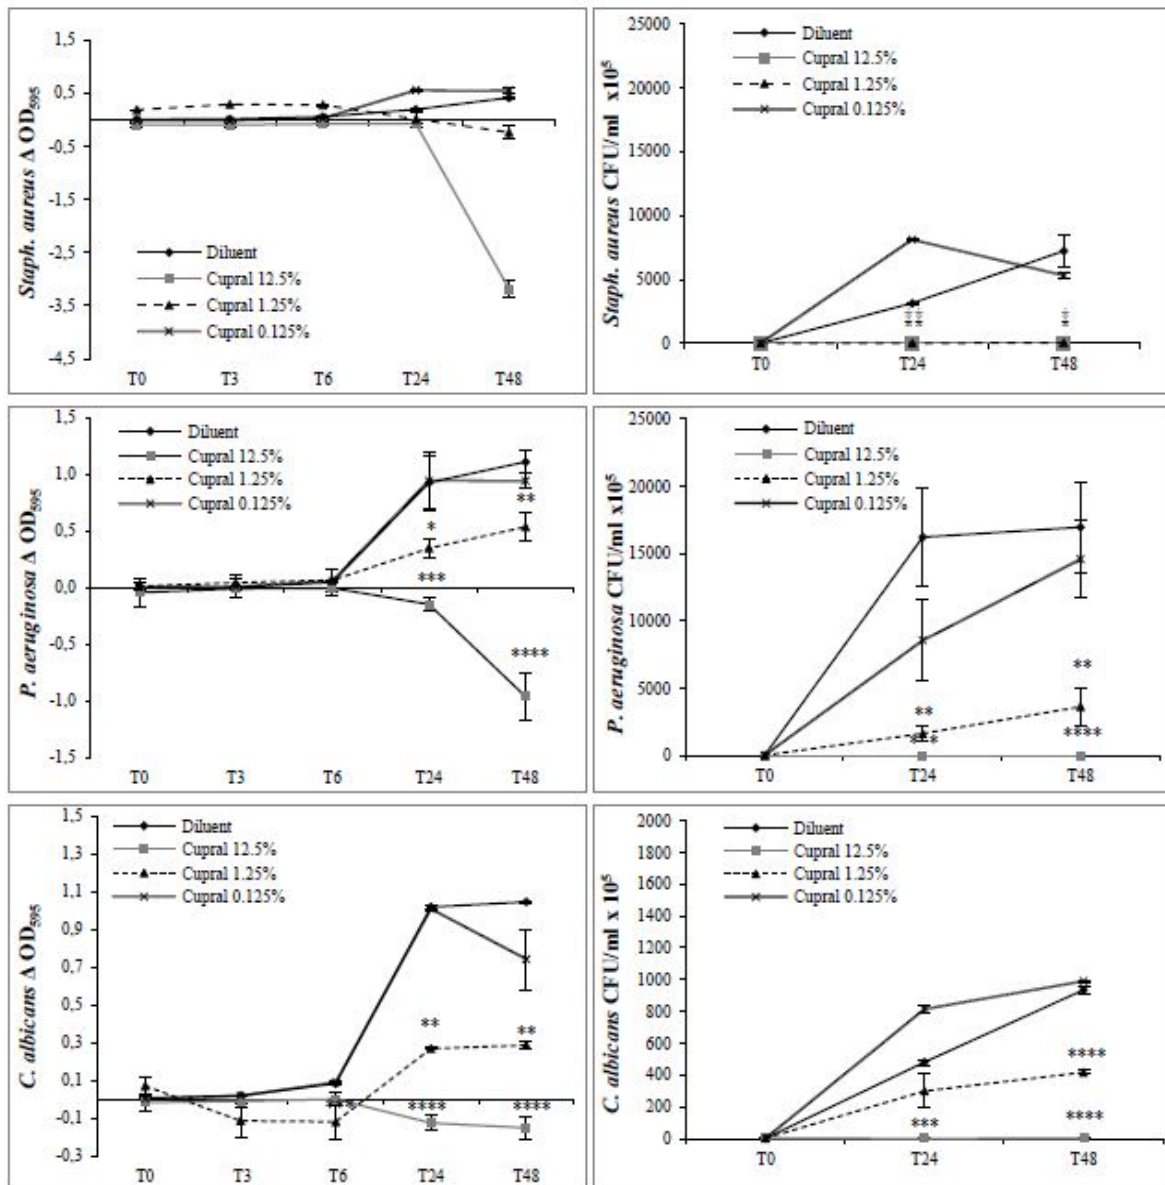 Staph. aureus Δ OD595
1,5
0,5
-0,5
-1,5
-2,5
-3,5
-4,5
Diluent
Cupral 12.5%
Cupral 1.25%
Cupral 0.125%
T0 T3 T6 T24 T48
Staph. aureus CFU/ml x10⁵
25000
20000
15000
10000
5000
0
Diluent
Cupral 12.5%
Cupral 1.25%
Cupral 0.125%
T0 T24 T48
P. aeruginosa Δ OD595
1,5
1,0
0,5
0,0
-0,5
-1,0
-1,5
Diluent
Cupral 12.5%
Cupral 1.25%
Cupral 0.125%
**
*
***
****
T0 T3 T6 T24 T48
P. aeruginosa CFU/ml x10⁵
25000
20000
15000
10000
5000
0
Diluent
Cupral 12.5%
Cupral 1.25%
Cupral 0.125%
**
**
*** ****
T0 T24 T48
C. albicans Δ OD595
1,5
1,3
1,1
0,9
0,7
0,5
0,3
0,1
-0,1
-0,3
Diluent
Cupral 12.5%
Cupral 1.25%
Cupral 0.125%
** **
**** ****
T0 T3 T6 T24 T48
C. albicans CFU/ml x 10⁵
2000
1800
1600
1400
1200
1000
800
600
400
200
0
Diluent
Cupral 12.5%
Cupral 1.25%
Cupral 0.125%
****
*** ****
T0 T24 T48